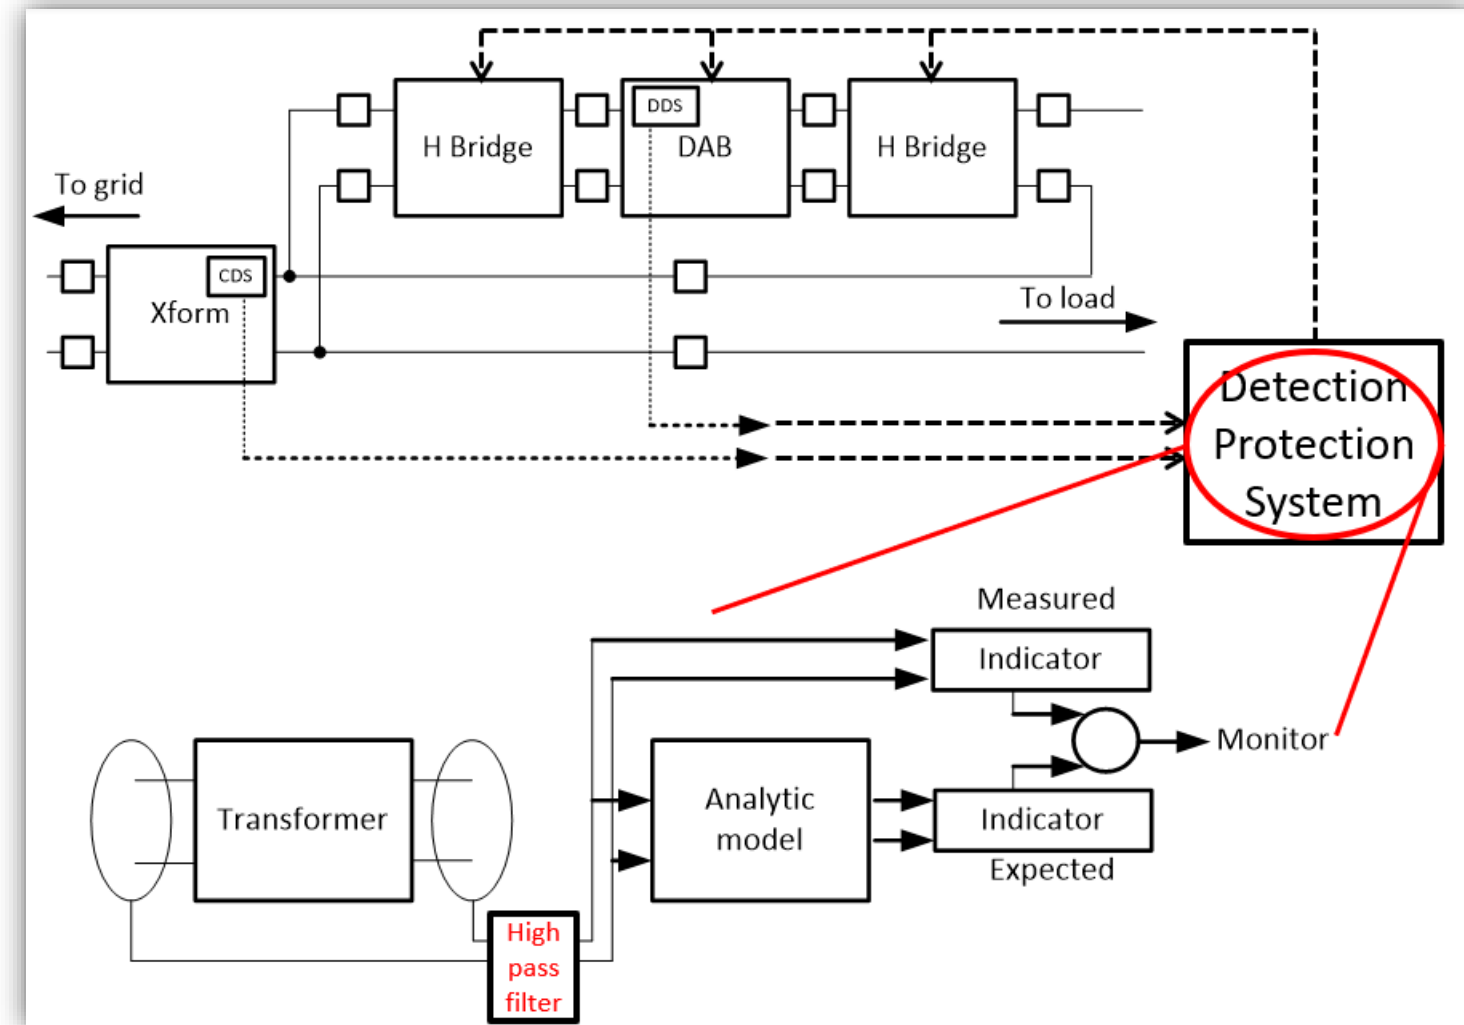 DDS
H Bridge
DAB
H Bridge
To grid
CDS
Xform
To load
Detection
Protection
System
Measured
Indicator
Monitor
Transformer
Analytic
model
Indicator
Expected
High
pass
filter